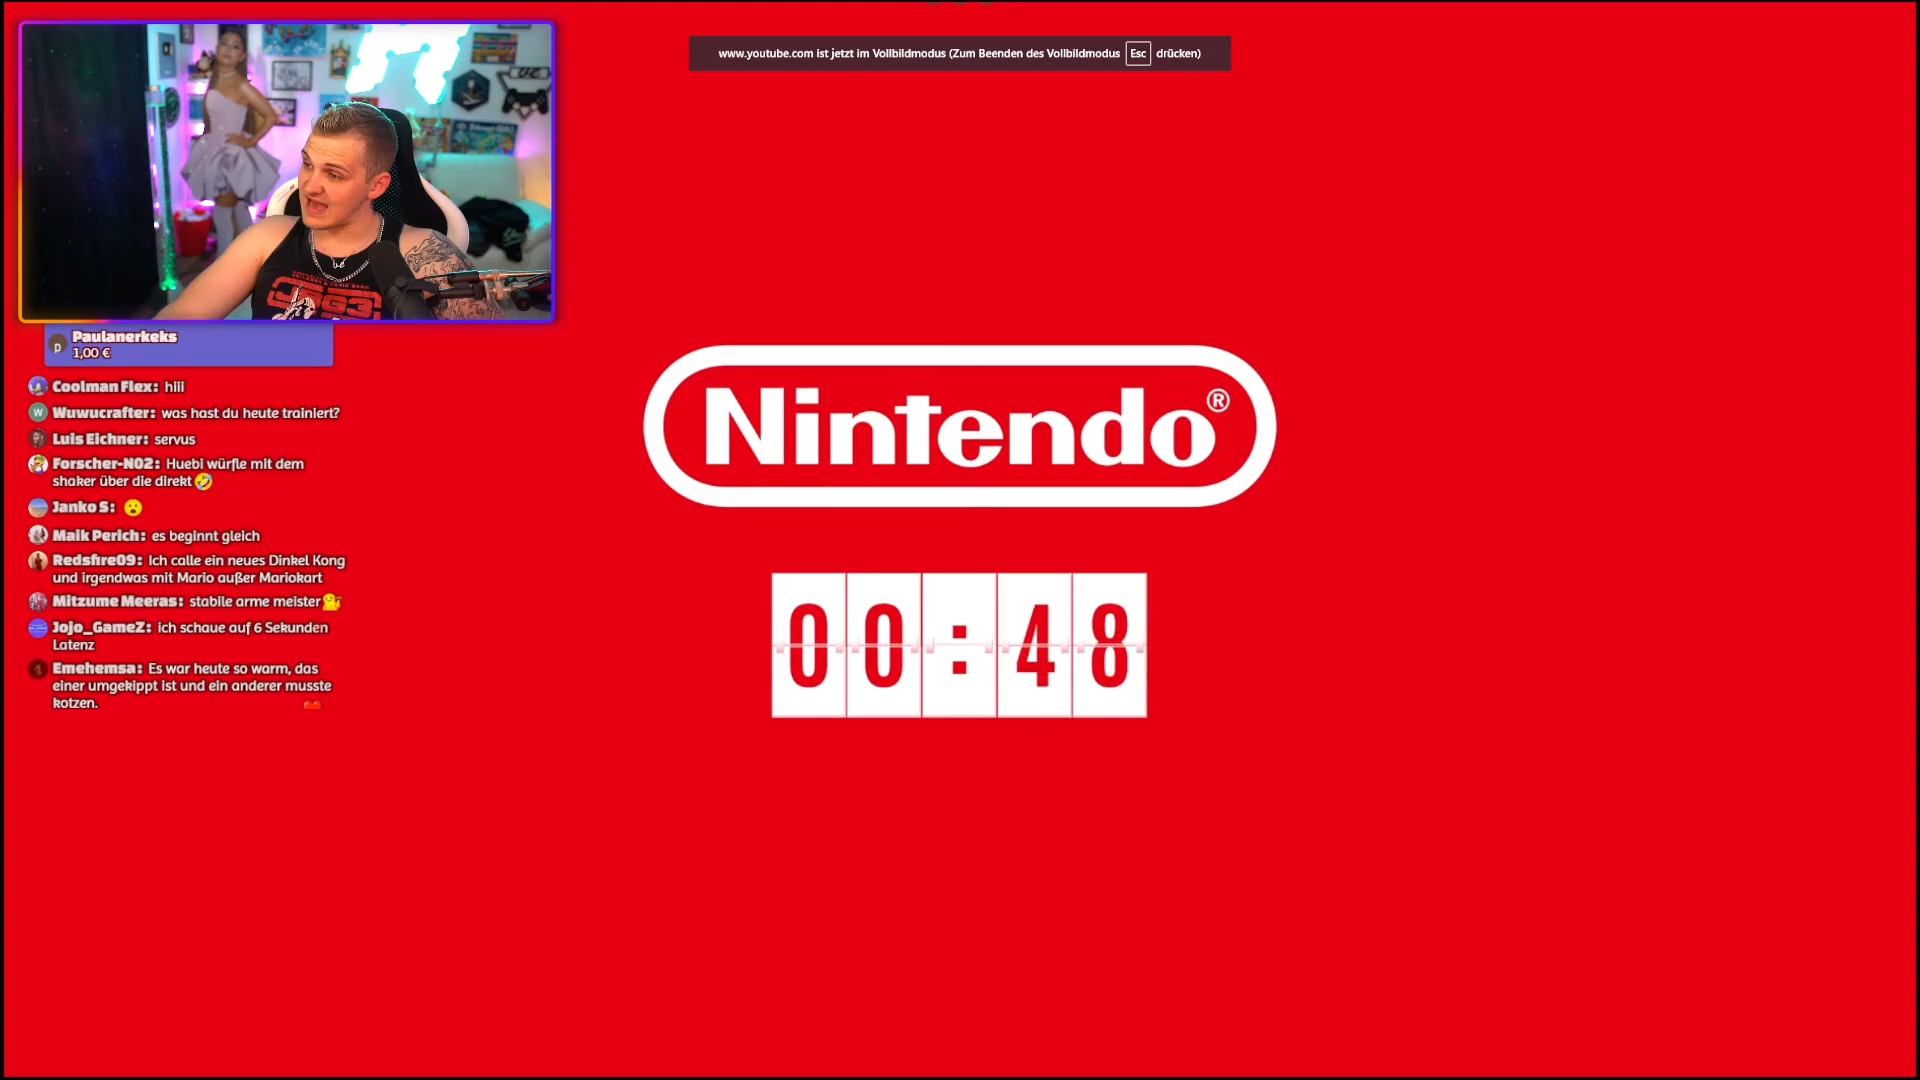 www.youtube.com ist jetzt im Vollbildmodus (Zum Beenden des Vollbildmodus Esc drücken)
Paulanerkeks
1,00 €
Coolman Flex: hiii
Wuwucrafter: was hast du heute trainiert?
Luis Eichner: servus
Forscher-N02: Huebi würfle mit dem
shaker über die direkt🤣
Janko S: 😮
Maik Perich: es beginnt gleich
Redsfire09: Ich calle ein neues Dinkel Kong
und irgendwas mit Mario außer Mariokart
Mitzume Meeras: stabile arme meister
Jojo_GameZ: ich schaue auf 6 Sekunden
Latenz
Emehemsa: Es war heute so warm, das
einer umgekippt ist und ein anderer musste
kotzen.
Nintendo®
00:48